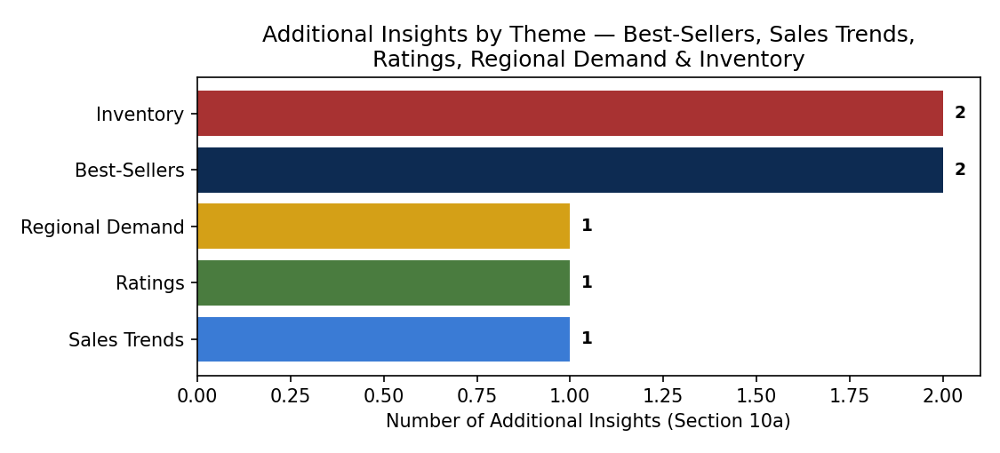 Additional Insights by Theme — Best-Sellers, Sales Trends,
Ratings, Regional Demand & Inventory
Inventory
2
Best-Sellers
2
Regional Demand
1
Ratings
1
Sales Trends
1
0.00 0.25 0.50 0.75 1.00 1.25 1.50 1.75 2.00
Number of Additional Insights (Section 10a)